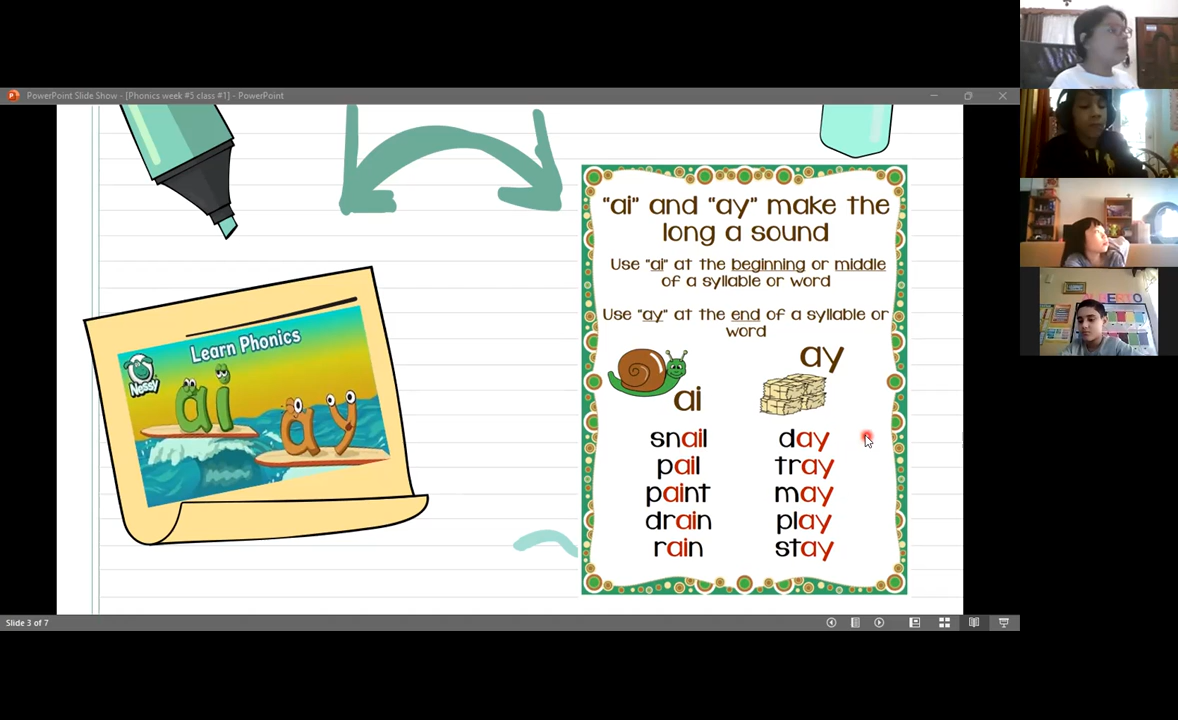 PowerPoint Slide Show - [Phonics week #5 class #1] - PowerPoint
Learn Phonics
Nessy
ai
ay
"ai" and "ay" make the
long a sound
Use "ai" at the beginning or middle
of a syllable or word
Use "ay" at the end of a syllable or
word
ay
ai
snail day
pail tray
paint may
drain play
rain stay
Slide 3 of 7